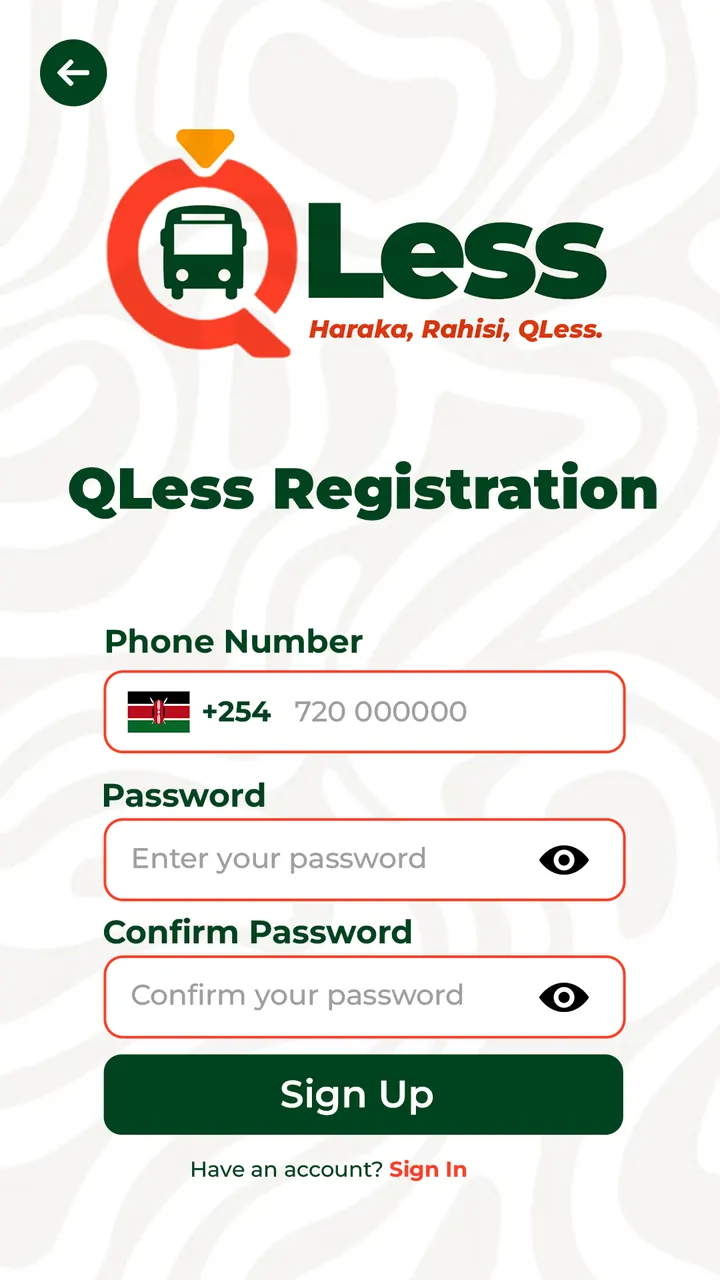 QLess
Haraka, Rahisi, QLess.
QLess Registration
Phone Number
+254 720 000000
Password
Enter your password
Confirm Password
Confirm your password
Sign Up
Have an account? Sign In